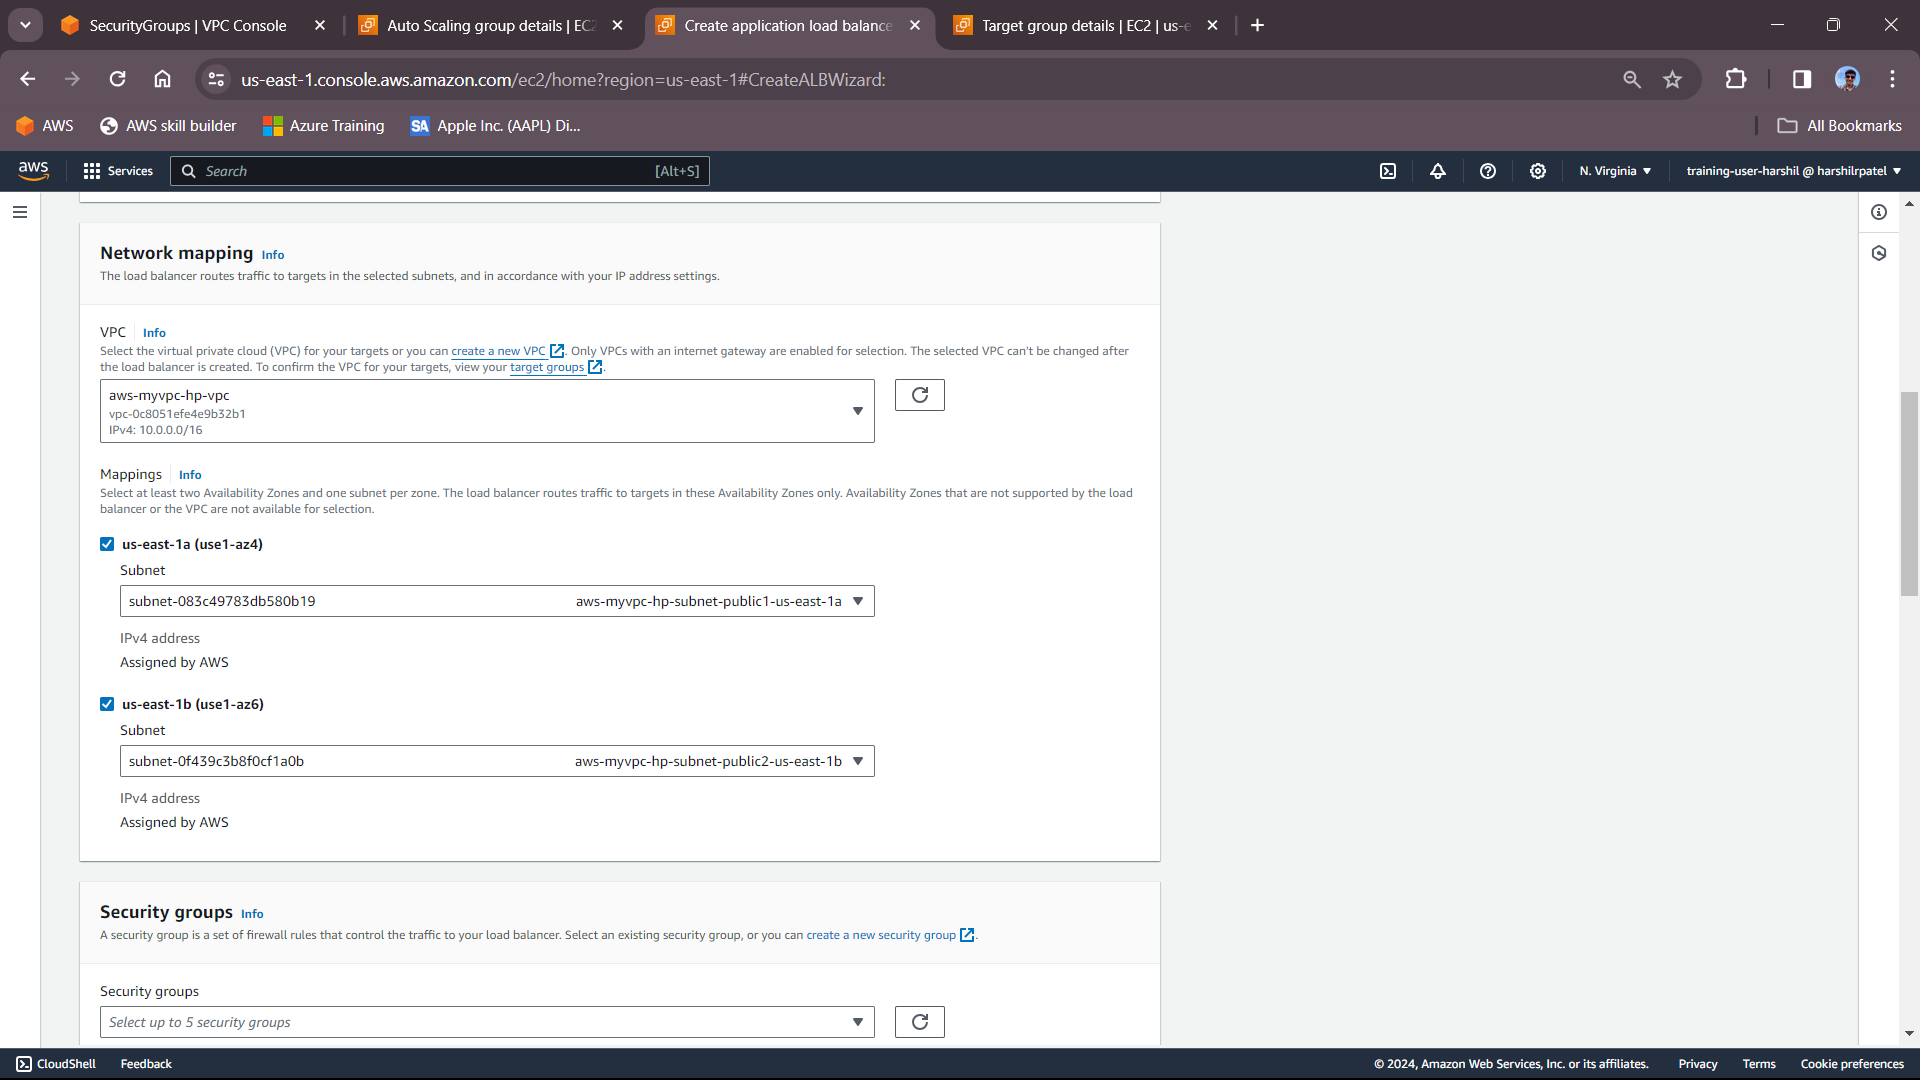 SecurityGroups | VPC Console
Auto Scaling group details | EC2
Create application load balance
Target group details | EC2 | us-e
us-east-1.console.aws.amazon.com/ec2/home?region=us-east-1#CreateALBWizard:
AWS
AWS skill builder
Azure Training
SA
Apple Inc. (AAPL) Di...
All Bookmarks
aws
Services
Search
[Alt+S]
N. Virginia
training-user-harshil @ harshilrpatel
Network mapping Info
The load balancer routes traffic to targets in the selected subnets, and in accordance with your IP address settings.
VPC Info
Select the virtual private cloud (VPC) for your targets or you can create a new VPC. Only VPCs with an internet gateway are enabled for selection. The selected VPC can't be changed after
the load balancer is created. To confirm the VPC for your targets, view your target groups.
aws-myvpc-hp-vpc
vpc-0c8051efe4e9b32b1
IPv4: 10.0.0.0/16
Mappings Info
Select at least two Availability Zones and one subnet per zone. The load balancer routes traffic to targets in these Availability Zones only. Availability Zones that are not supported by the load
balancer or the VPC are not available for selection.
us-east-1a (use1-az4)
Subnet
subnet-083c49783db580b19 aws-myvpc-hp-subnet-public1-us-east-1a
IPv4 address
Assigned by AWS
us-east-1b (use1-az6)
Subnet
subnet-0f439c3b8f0cf1a0b aws-myvpc-hp-subnet-public2-us-east-1b
IPv4 address
Assigned by AWS
Security groups Info
A security group is a set of firewall rules that control the traffic to your load balancer. Select an existing security group, or you can create a new security group.
Security groups
Select up to 5 security groups
CloudShell
Feedback
© 2024, Amazon Web Services, Inc. or its affiliates.
Privacy
Terms
Cookie preferences